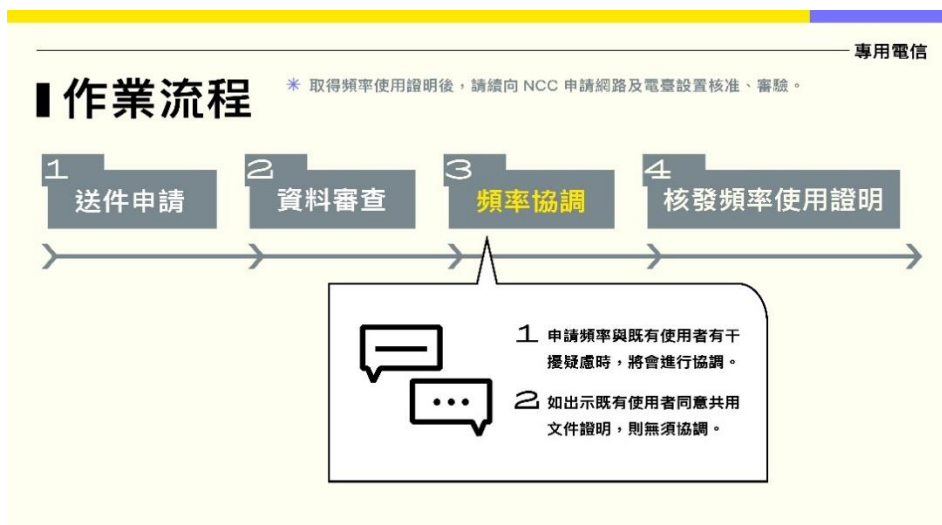 專用電信
作業流程
* 取得頻率使用證明後，請續向 NCC 申請網路及電臺設置核准、審驗。
1
送件申請
2
資料審查
3
頻率協調
4
核發頻率使用證明
1 申請頻率與既有使用者有干
擾疑慮時，將會進行協調。
2 如出示既有使用者同意共用
文件證明，則無須協調。